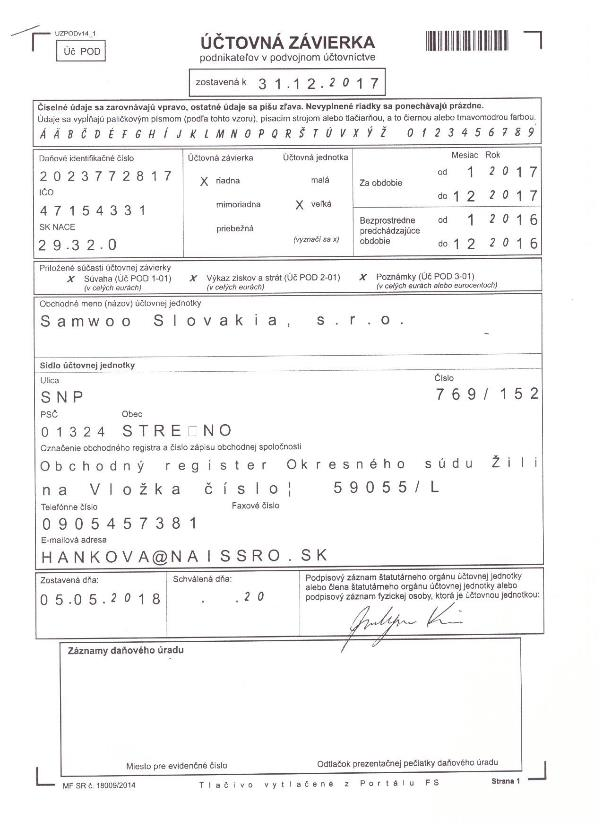 UZPODv14_1
Úč POD
ÚČTOVNÁ ZÁVIERKA
podnikateľov v podvojnom účtovníctve
zostavená k 31.12.2017
Číselné údaje sa zarovnávajú vpravo, ostatné údaje sa píšu zľava. Nevyplnené riadky sa ponechávajú prázdne.
Údaje sa vypĺňajú paličkovým písmom (podľa tohto vzoru), písacím strojom alebo tlačiarňou, a to čiernou alebo tmavomodrou farbou.
Á Ä B Č D É F G H Í J K L M N O P Q R Š T Ú V X Ý Ž 0 1 2 3 4 5 6 7 8 9
Daňové identifikačné číslo
2023772817
IČO
47154331
SK NACE
29.32.0
Účtovná závierka
X riadna
mimoriadna
priebežná
Účtovná jednotka
malá
X veľká
(vyznačí sa x)
Mesiac Rok
Za obdobie
od 1 2017
do 12 2017
Bezprostredne predchádzajúce obdobie
od 1 2016
do 12 2016
Priložené súčasti účtovnej závierky
X Súvaha (Úč POD 1-01)
(v celých eurách)
X Výkaz ziskov a strát (Úč POD 2-01)
(v celých eurách)
X Poznámky (Úč POD 3-01)
(v celých eurách alebo eurocentoch)
Obchodné meno (názov) účtovnej jednotky
Samwoo Slovakia, s.r.o.
Sídlo účtovnej jednotky
Ulica
SNP
Číslo
769/152
PSČ
01324
Obec
STRE□NO
Označenie obchodného registra a číslo zápisu obchodnej spoločnosti
Obchodný register Okresného súdu Žili
na Vložka číslo¦ 59055/L
Telefónne číslo
0905457381
Faxové číslo
E-mailová adresa
HANKOVA@NAISSRO.SK
Zostavená dňa:
05.05.2018
Schválená dňa:
. .20
Podpisový záznam štatutárneho orgánu účtovnej jednotky
alebo člena štatutárneho orgánu účtovnej jednotky alebo
podpisový záznam fyzickej osoby, ktorá je účtovnou jednotkou:
Záznamy daňového úradu
Miesto pre evidenčné číslo
Odtlačok prezentačnej pečiatky daňového úradu
MF SR č. 18009/2014
Tlačivo vytlačené z Portálu FS
Strana 1